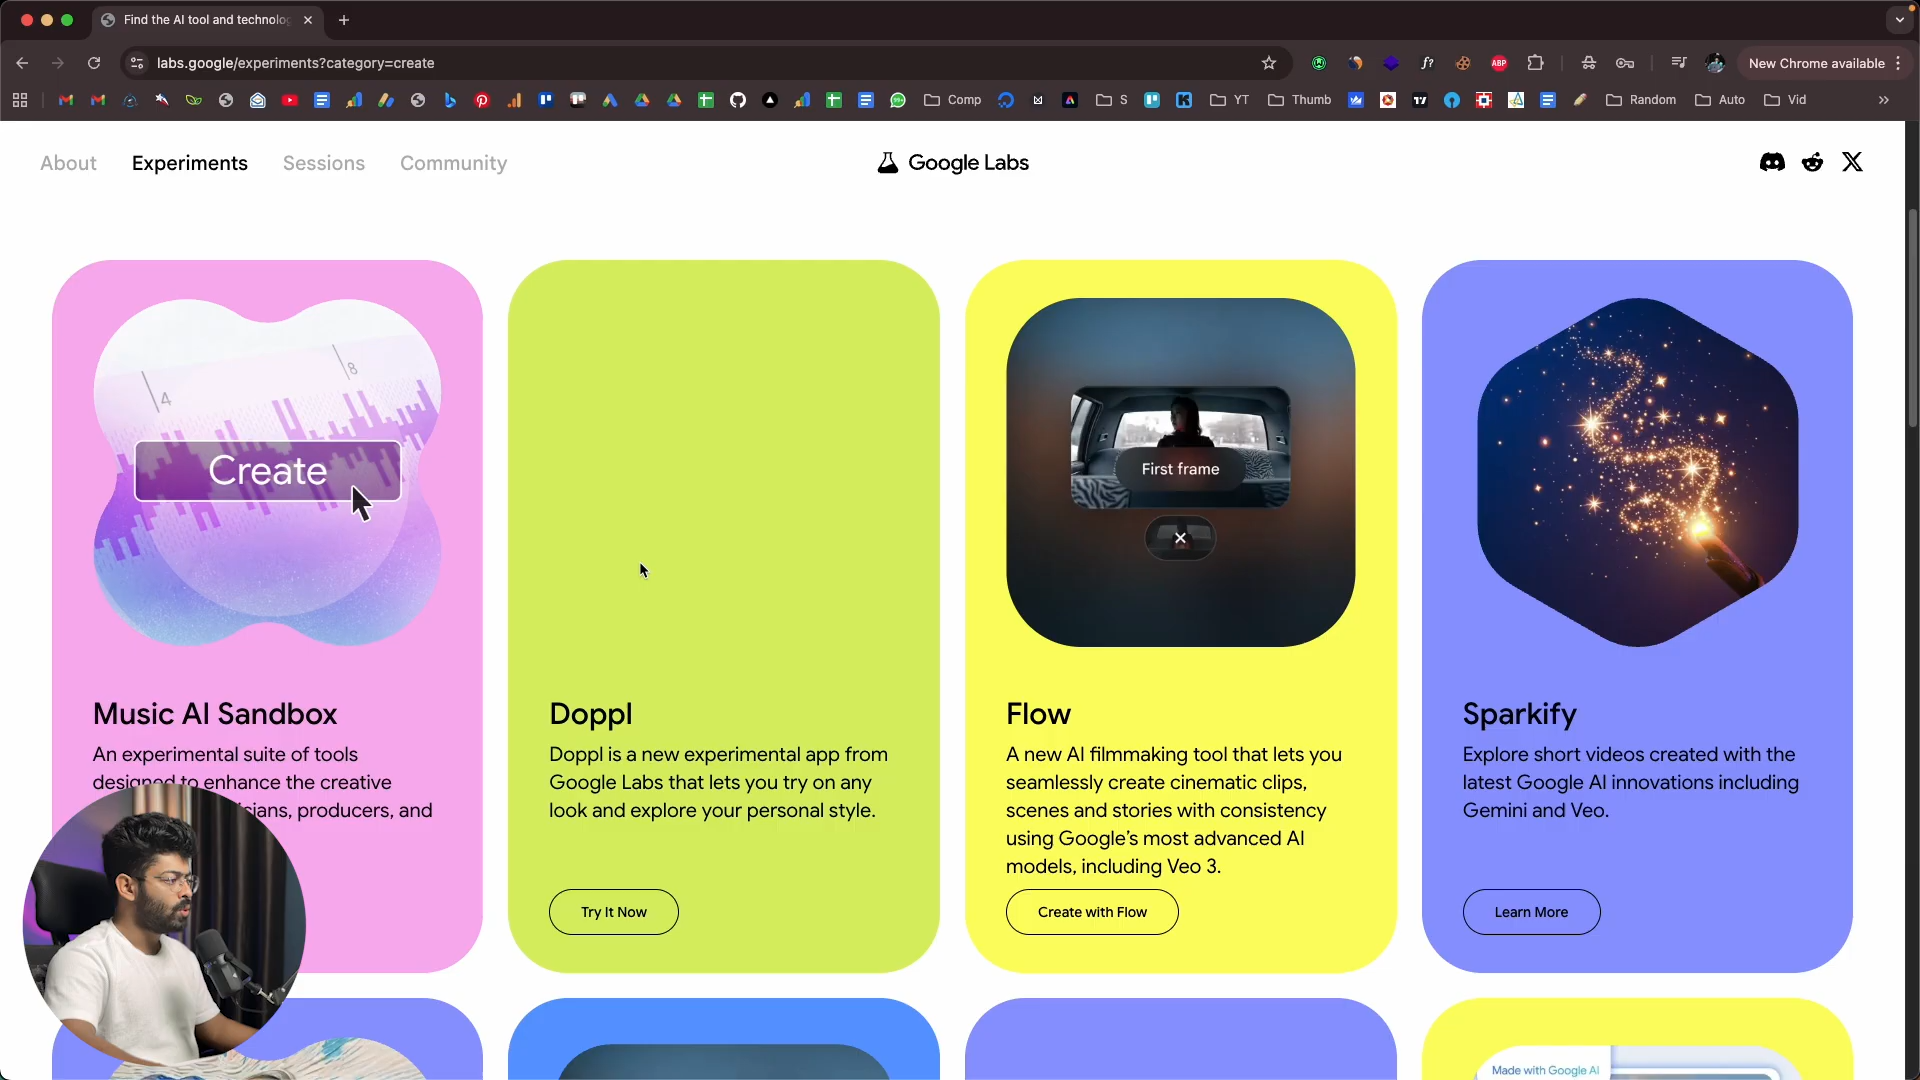 Find the AI tool and technolog
labs.google/experiments?category=create
New Chrome available
Comp
S
YT
Thumb
Random
Auto
Vid
About
Experiments
Sessions
Community
Google Labs
4
8
Create
First frame
Music AI Sandbox
An experimental suite of tools
designed to enhance the creative
cians, producers, and
Doppl
Doppl is a new experimental app from
Google Labs that lets you try on any
look and explore your personal style.
Try It Now
Flow
A new AI filmmaking tool that lets you
seamlessly create cinematic clips,
scenes and stories with consistency
using Google’s most advanced AI
models, including Veo 3.
Create with Flow
Sparkify
Explore short videos created with the
latest Google AI innovations including
Gemini and Veo.
Learn More
Made with Google AI